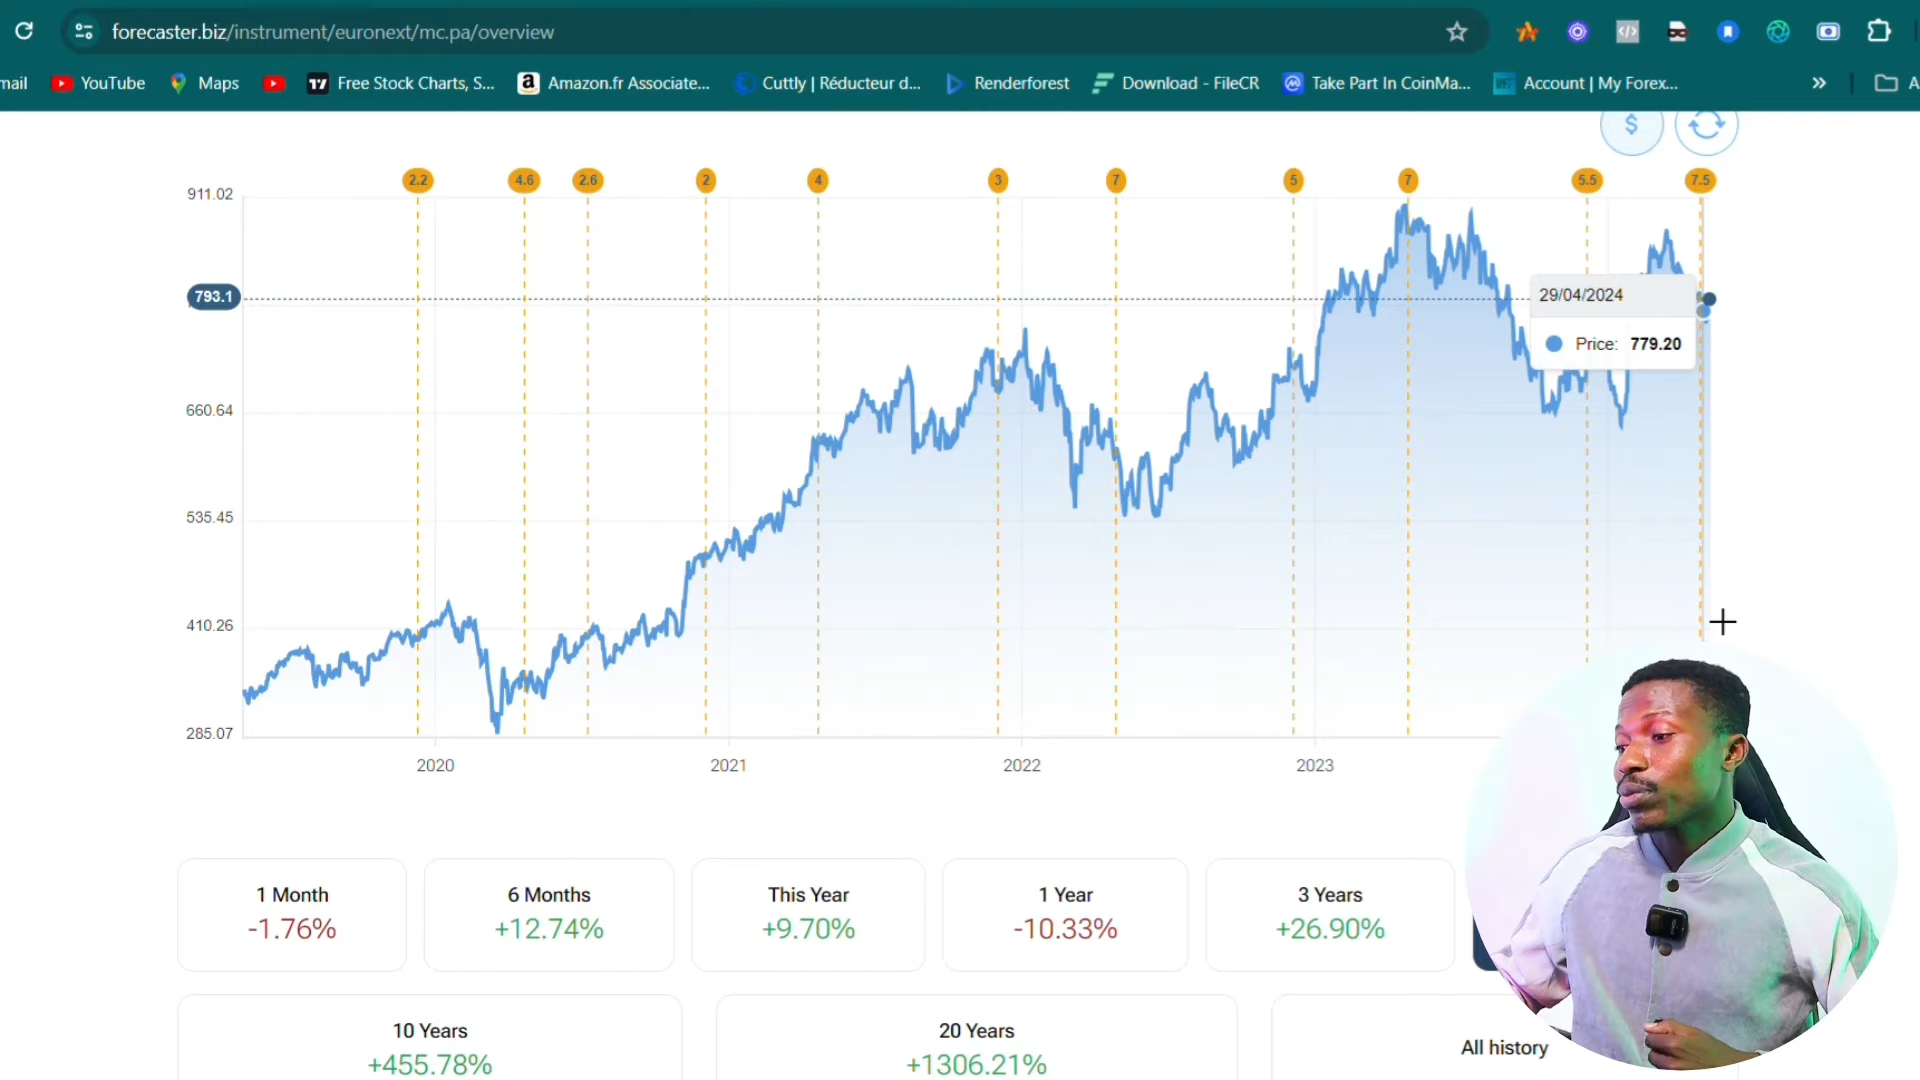 forecaster.biz/instrument/euronext/mc.pa/overview
mail YouTube Maps Free Stock Charts, S... Amazon.fr Associate... Cuttly | Réducteur d... Renderforest Download - FileCR Take Part In CoinMa... Account | My Forex... » A
$
2.2 4.6 2.6 2 4 3 7 5 7 5.5 7.5
911.02
793.1
29/04/2024
Price: 779.20
660.64
535.45
410.26
285.07
2020 2021 2022 2023
1 Month 6 Months This Year 1 Year 3 Years
-1.76% +12.74% +9.70% -10.33% +26.90%
10 Years 20 Years All history
+455.78% +1306.21%